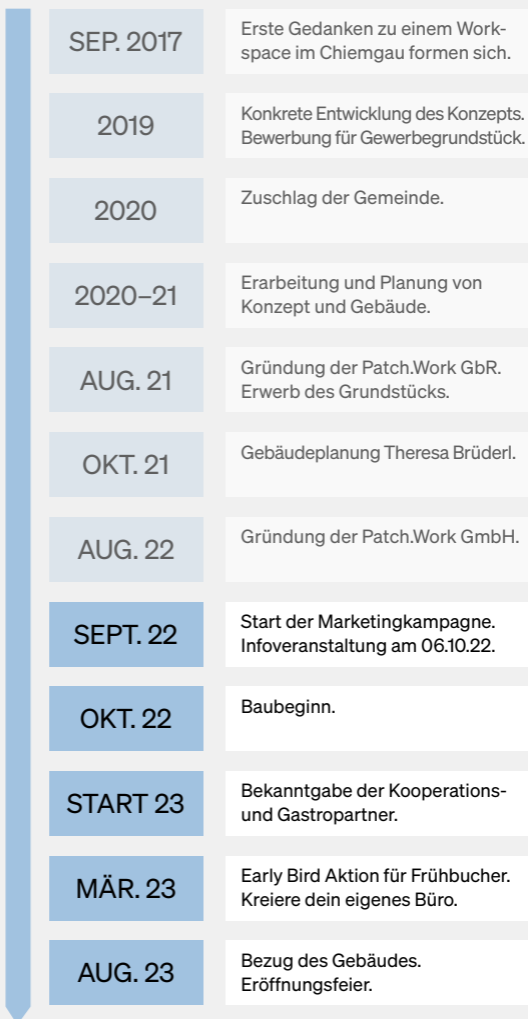 SEP. 2017
Erste Gedanken zu einem Work-
space im Chiemgau formen sich.
2019
Konkrete Entwicklung des Konzepts.
Bewerbung für Gewerbegrundstück.
2020
Zuschlag der Gemeinde.
2020–21
Erarbeitung und Planung von
Konzept und Gebäude.
AUG. 21
Gründung der Patch.Work GbR.
Erwerb des Grundstücks.
OKT. 21
Gebäudeplanung Theresa Brüderl.
AUG. 22
Gründung der Patch.Work GmbH.
SEPT. 22
Start der Marketingkampagne.
Infoveranstaltung am 06.10.22.
OKT. 22
Baubeginn.
START 23
Bekanntgabe der Kooperations-
und Gastropartner.
MÄR. 23
Early Bird Aktion für Frühbucher.
Kreiere dein eigenes Büro.
AUG. 23
Bezug des Gebäudes.
Eröffnungsfeier.